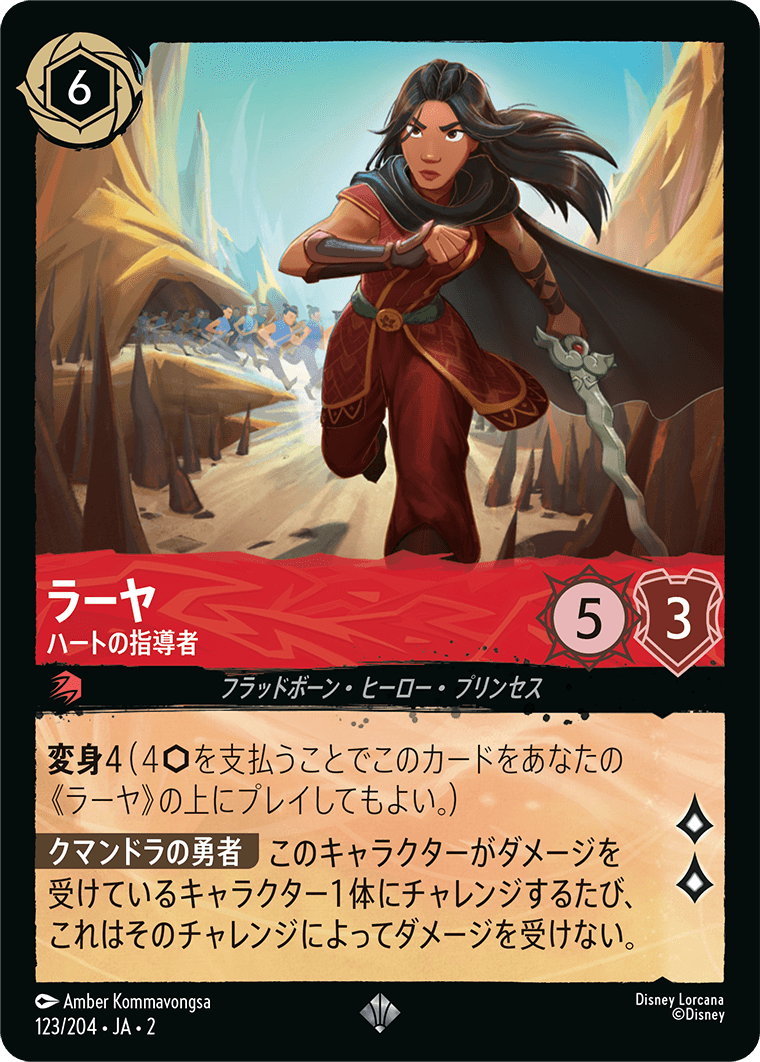 6
ラーヤ
ハートの指導者
5
3
フラッドボーン・ヒーロー・プリンセス
変身4(4⬡を支払うことでこのカードをあなたの
《ラーヤ》の上にプレイしてもよい。)
クマンドラの勇者 このキャラクターがダメージを
受けているキャラクター1体にチャレンジするたび、
これはそのチャレンジによってダメージを受けない。
Amber Kommavongsa
123/204・JA・2
Disney Lorcana
©Disney